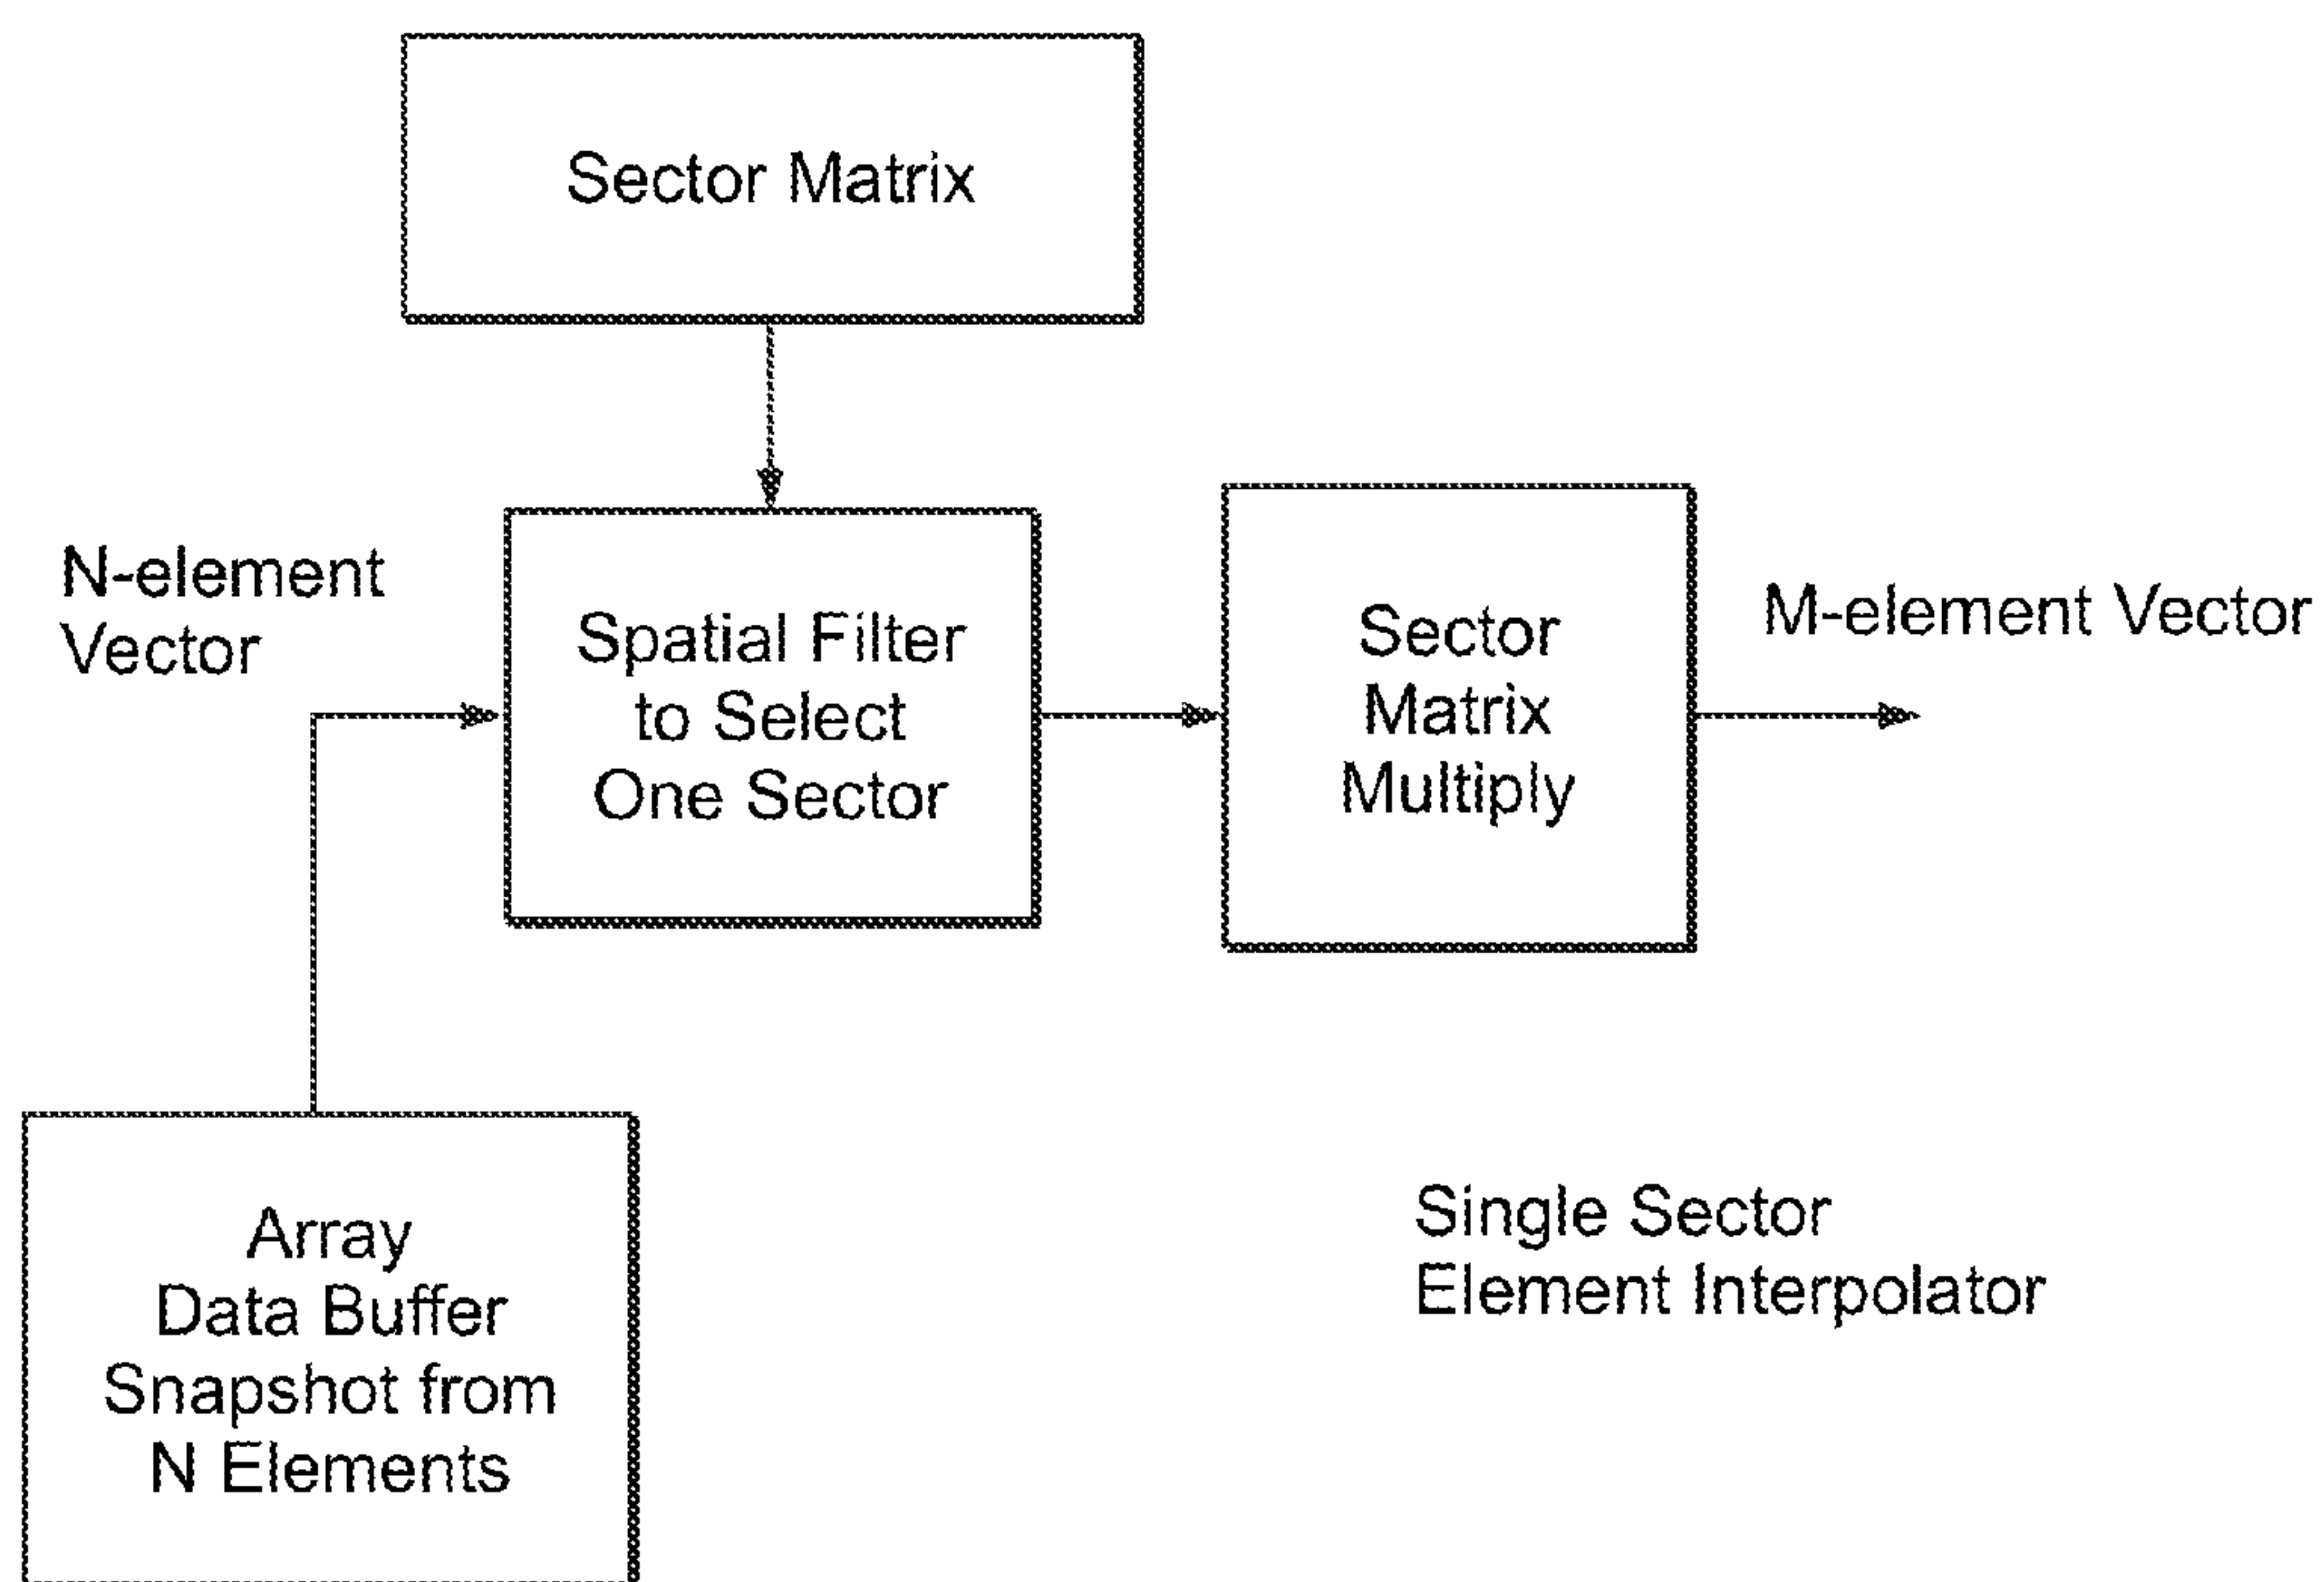 Sector Matrix
N-element
Vector
Spatial Filter
to Select
One Sector
Sector
Matrix
Multiply
M-element Vector
Array
Data Buffer
Snapshot from
N Elements
Single Sector
Element Interpolator